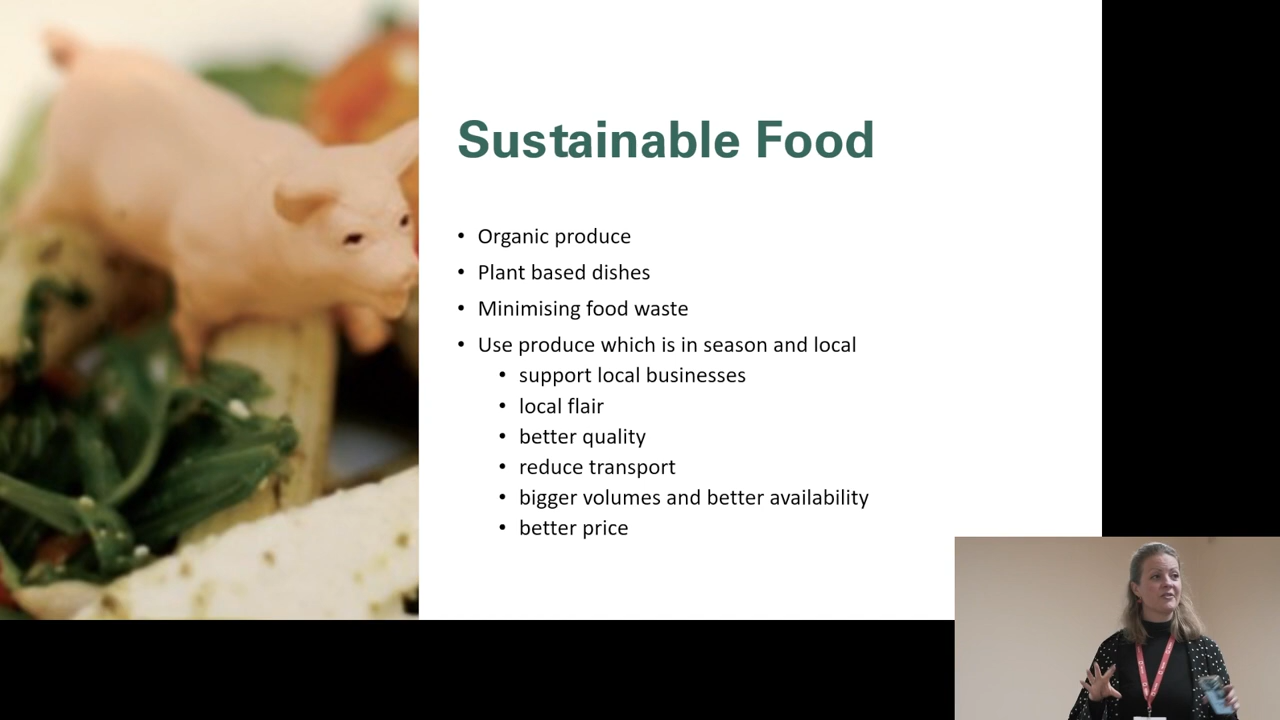 Sustainable Food
• Organic produce
• Plant based dishes
• Minimising food waste
• Use produce which is in season and local
• support local businesses
• local flair
• better quality
• reduce transport
• bigger volumes and better availability
• better price